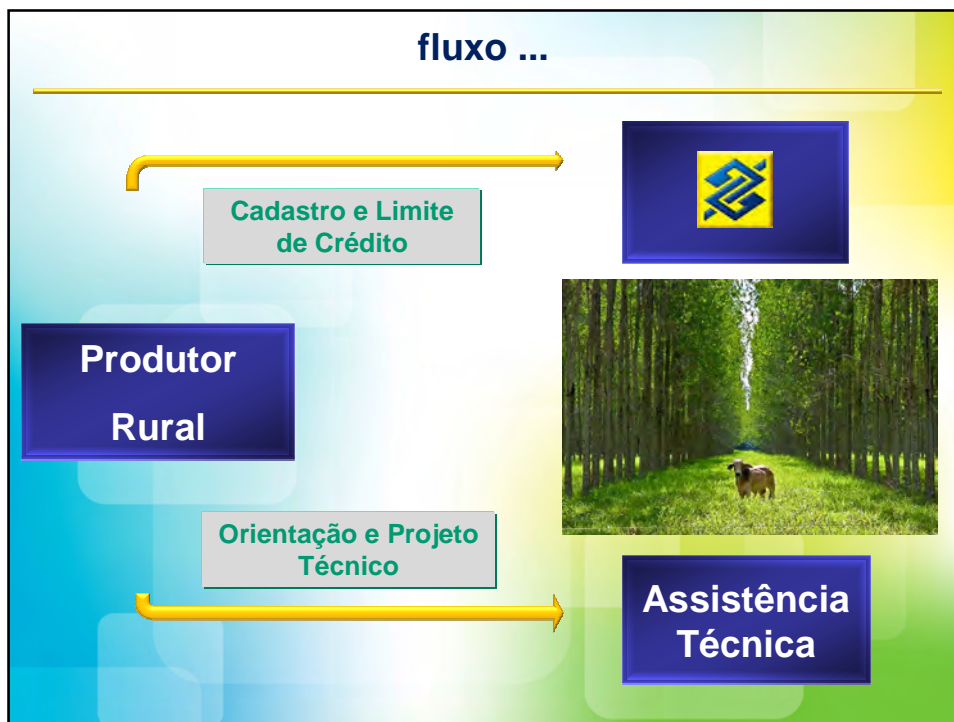 fluxo ...
Cadastro e Limite
de Crédito
Produtor
Rural
Orientação e Projeto
Técnico
Assistência
Técnica